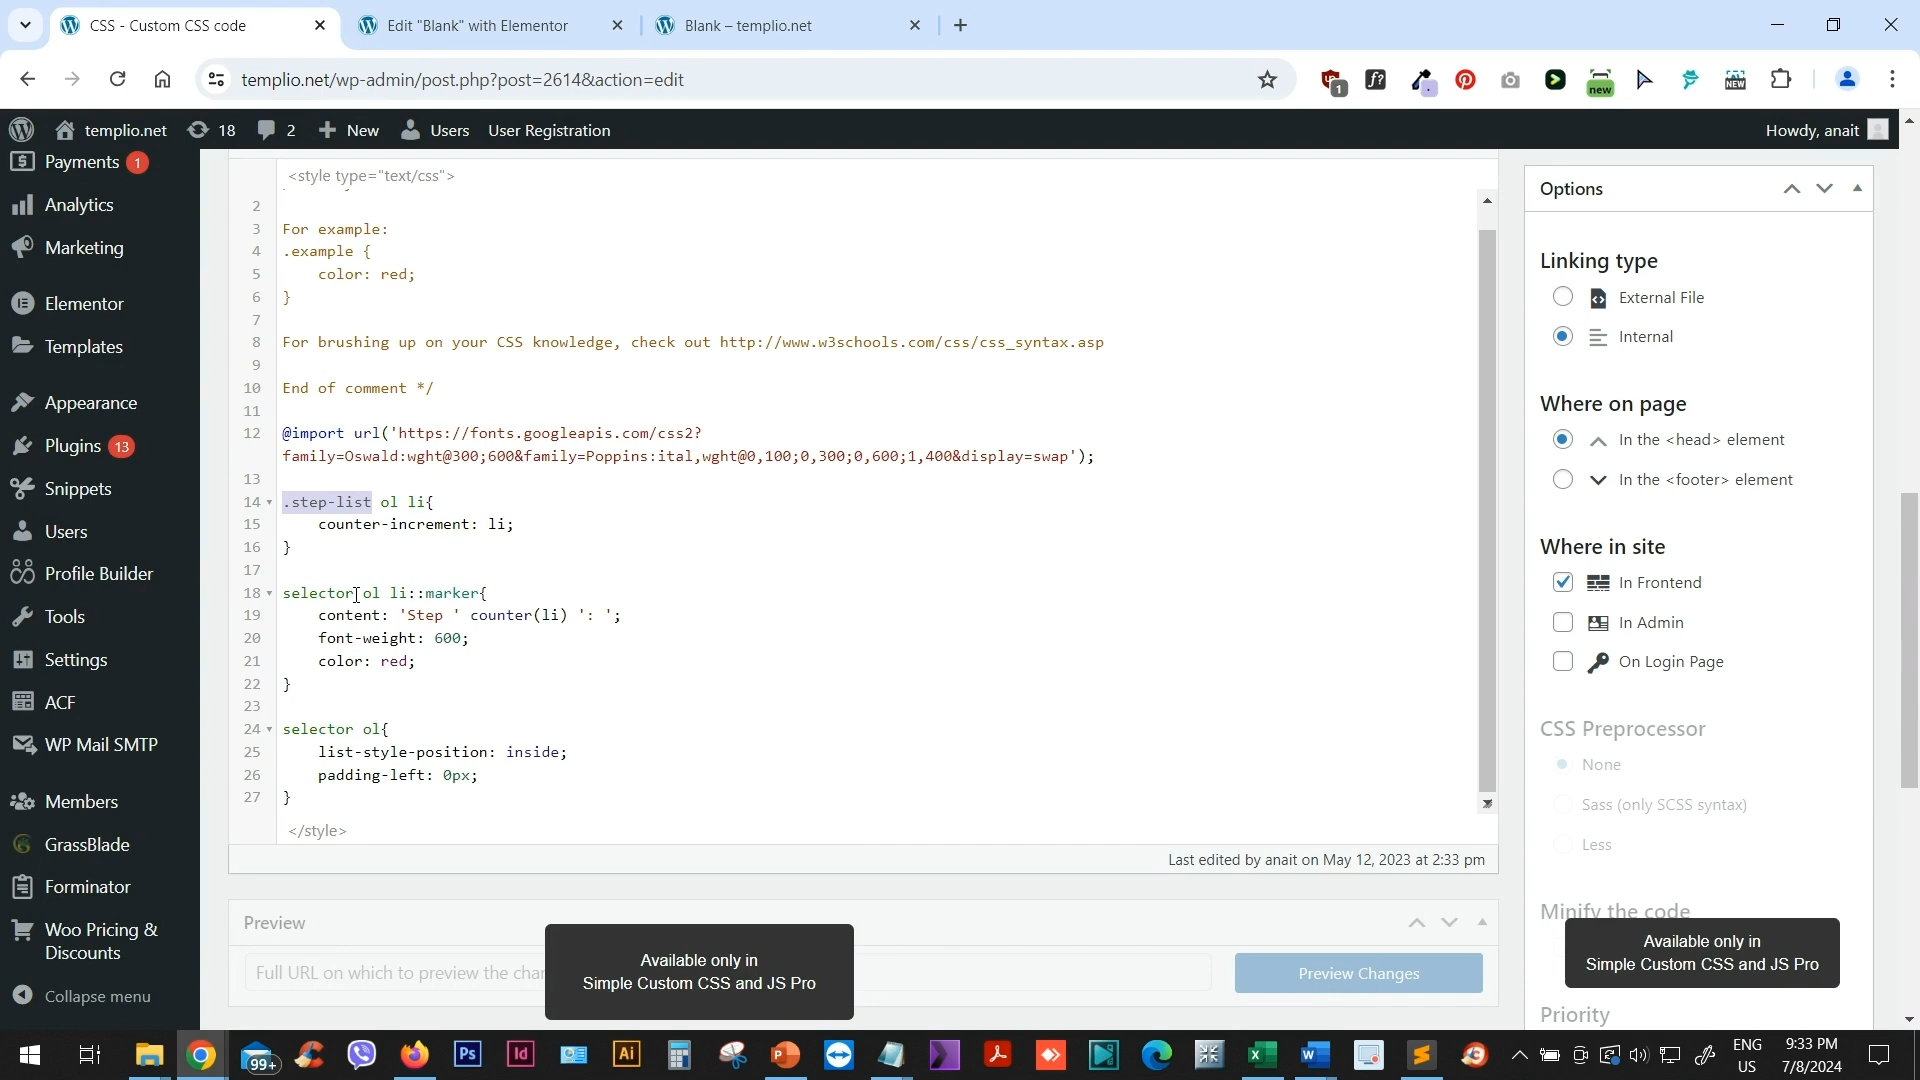 CSS - Custom CSS code
Edit "Blank" with Elementor
Blank – templio.net
templio.net/wp-admin/post.php?post=2614&action=edit
templio.net
18
2
New
Users
User Registration
Howdy, anait
Payments 1
Analytics
Marketing
Elementor
Templates
Appearance
Plugins 13
Snippets
Users
Profile Builder
Tools
Settings
ACF
WP Mail SMTP
Members
GrassBlade
Forminator
Woo Pricing &
Discounts
Collapse menu
<style type="text/css">
2
3 For example:
4 .example {
5 color: red;
6 }
7
8 For brushing up on your CSS knowledge, check out http://www.w3schools.com/css/css_syntax.asp
9
10 End of comment */
11
12 @import url('https://fonts.googleapis.com/css2?
family=Oswald:wght@300;600&family=Poppins:ital,wght@0,100;0,300;0,600;1,400&display=swap');
13
14 .step-list ol li{
15 counter-increment: li;
16 }
17
18 selector ol li::marker{
19 content: 'Step ' counter(li) ': ';
20 font-weight: 600;
21 color: red;
22 }
23
24 selector ol{
25 list-style-position: inside;
26 padding-left: 0px;
27 }
</style>
Last edited by anait on May 12, 2023 at 2:33 pm
Preview
Full URL on which to preview the
Preview Changes
Available only in
Simple Custom CSS and JS Pro
Options
Linking type
External File
Internal
Where on page
In the <head> element
In the <footer> element
Where in site
In Frontend
In Admin
On Login Page
CSS Preprocessor
None
Sass (only SCSS syntax)
Less
Minify the code
Available only in
Simple Custom CSS and JS Pro
Priority
99+
Ps
Id
Ai
ENG
US
9:33 PM
7/8/2024